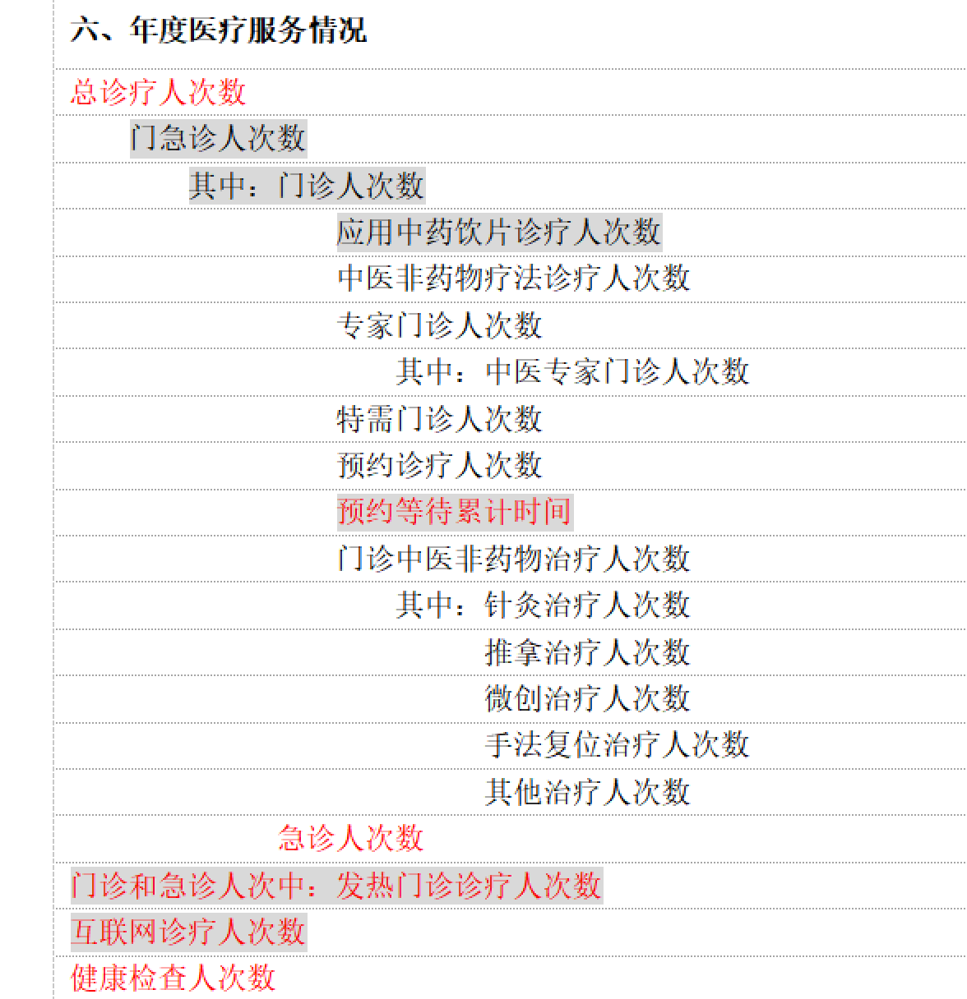 六、年度医疗服务情况
总诊疗人次数
门急诊人次数
其中：门诊人次数
应用中药饮片诊疗人次数
中医非药物疗法诊疗人次数
专家门诊人次数
其中：中医专家门诊人次数
特需门诊人次数
预约诊疗人次数
预约等待累计时间
门诊中医非药物治疗人次数
其中：针灸治疗人次数
推拿治疗人次数
微创治疗人次数
手法复位治疗人次数
其他治疗人次数
急诊人次数
门诊和急诊人次中：发热门诊诊疗人次数
互联网诊疗人次数
健康检查人次数